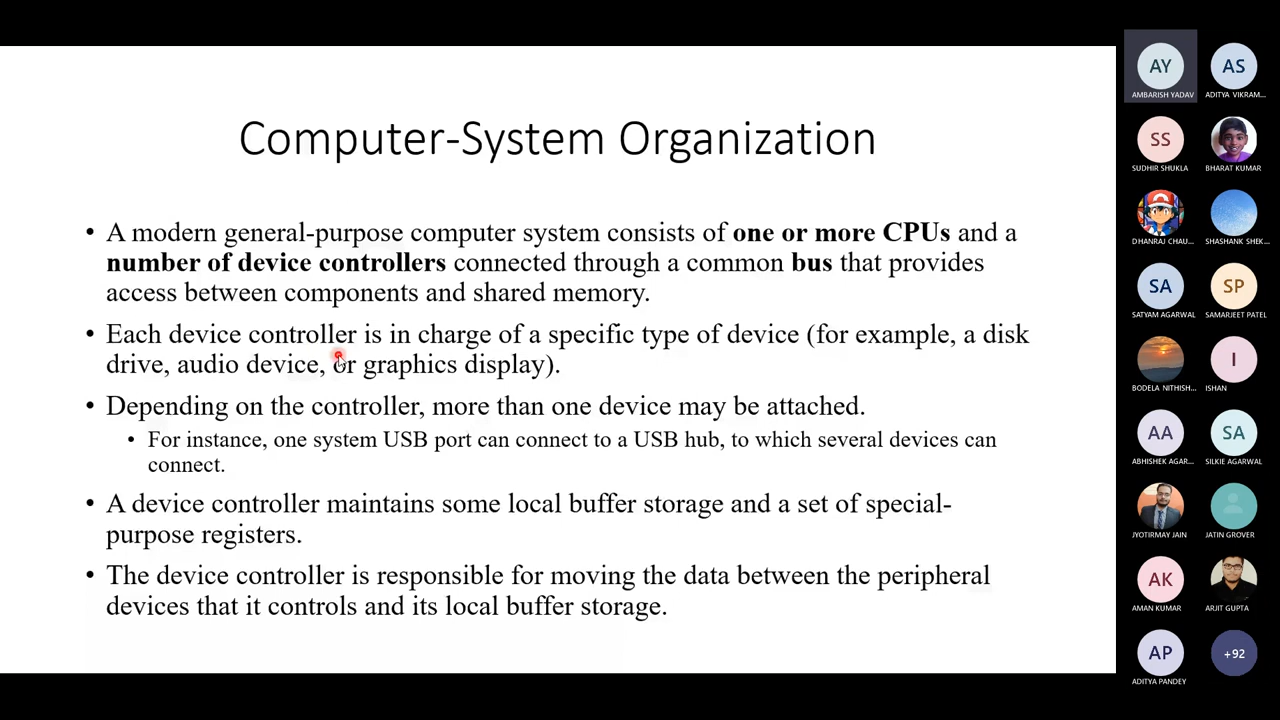 Computer-System Organization
• A modern general-purpose computer system consists of one or more CPUs and a
number of device controllers connected through a common bus that provides
access between components and shared memory.
• Each device controller is in charge of a specific type of device (for example, a disk
drive, audio device, or graphics display).
• Depending on the controller, more than one device may be attached.
• For instance, one system USB port can connect to a USB hub, to which several devices can
connect.
• A device controller maintains some local buffer storage and a set of special-
purpose registers.
• The device controller is responsible for moving the data between the peripheral
devices that it controls and its local buffer storage.
AY
AMBARISH YADAV
AS
ADITYA VIKRAM...
SS
SUDHIR SHUKLA
BHARAT KUMAR
DHANRAJ CHAU...
SHASHANK SHEK...
SA
SATYAM AGARWAL
SP
SAMARJEET PATEL
BODELA NITHISH...
I
ISHAN
AA
ABHISHEK AGAR...
SA
SILKIE AGARWAL
JYOTIRMAY JAIN
JATIN GROVER
AK
AMAN KUMAR
ARJIT GUPTA
AP
ADITYA PANDEY
+92